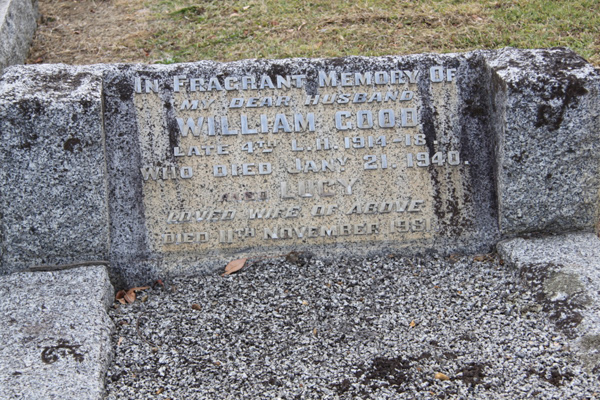 IN FRAGRANT MEMORY OF
MY DEAR HUSBAND
WILLIAM GOOD
LATE 4TH L.H. 1914-18.
WHO DIED JANY 21. 1940.
ALSO LUCY
LOVED WIFE OF ABOVE
DIED 11TH NOVEMBER 1981